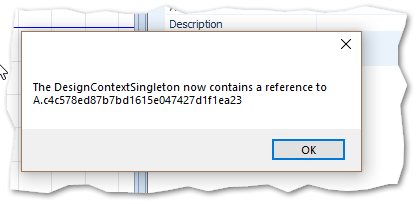 Description
The DesignContextSingleton now contains a reference to
A.c4c578ed87b7bd1615e047427d1f1ea23
OK